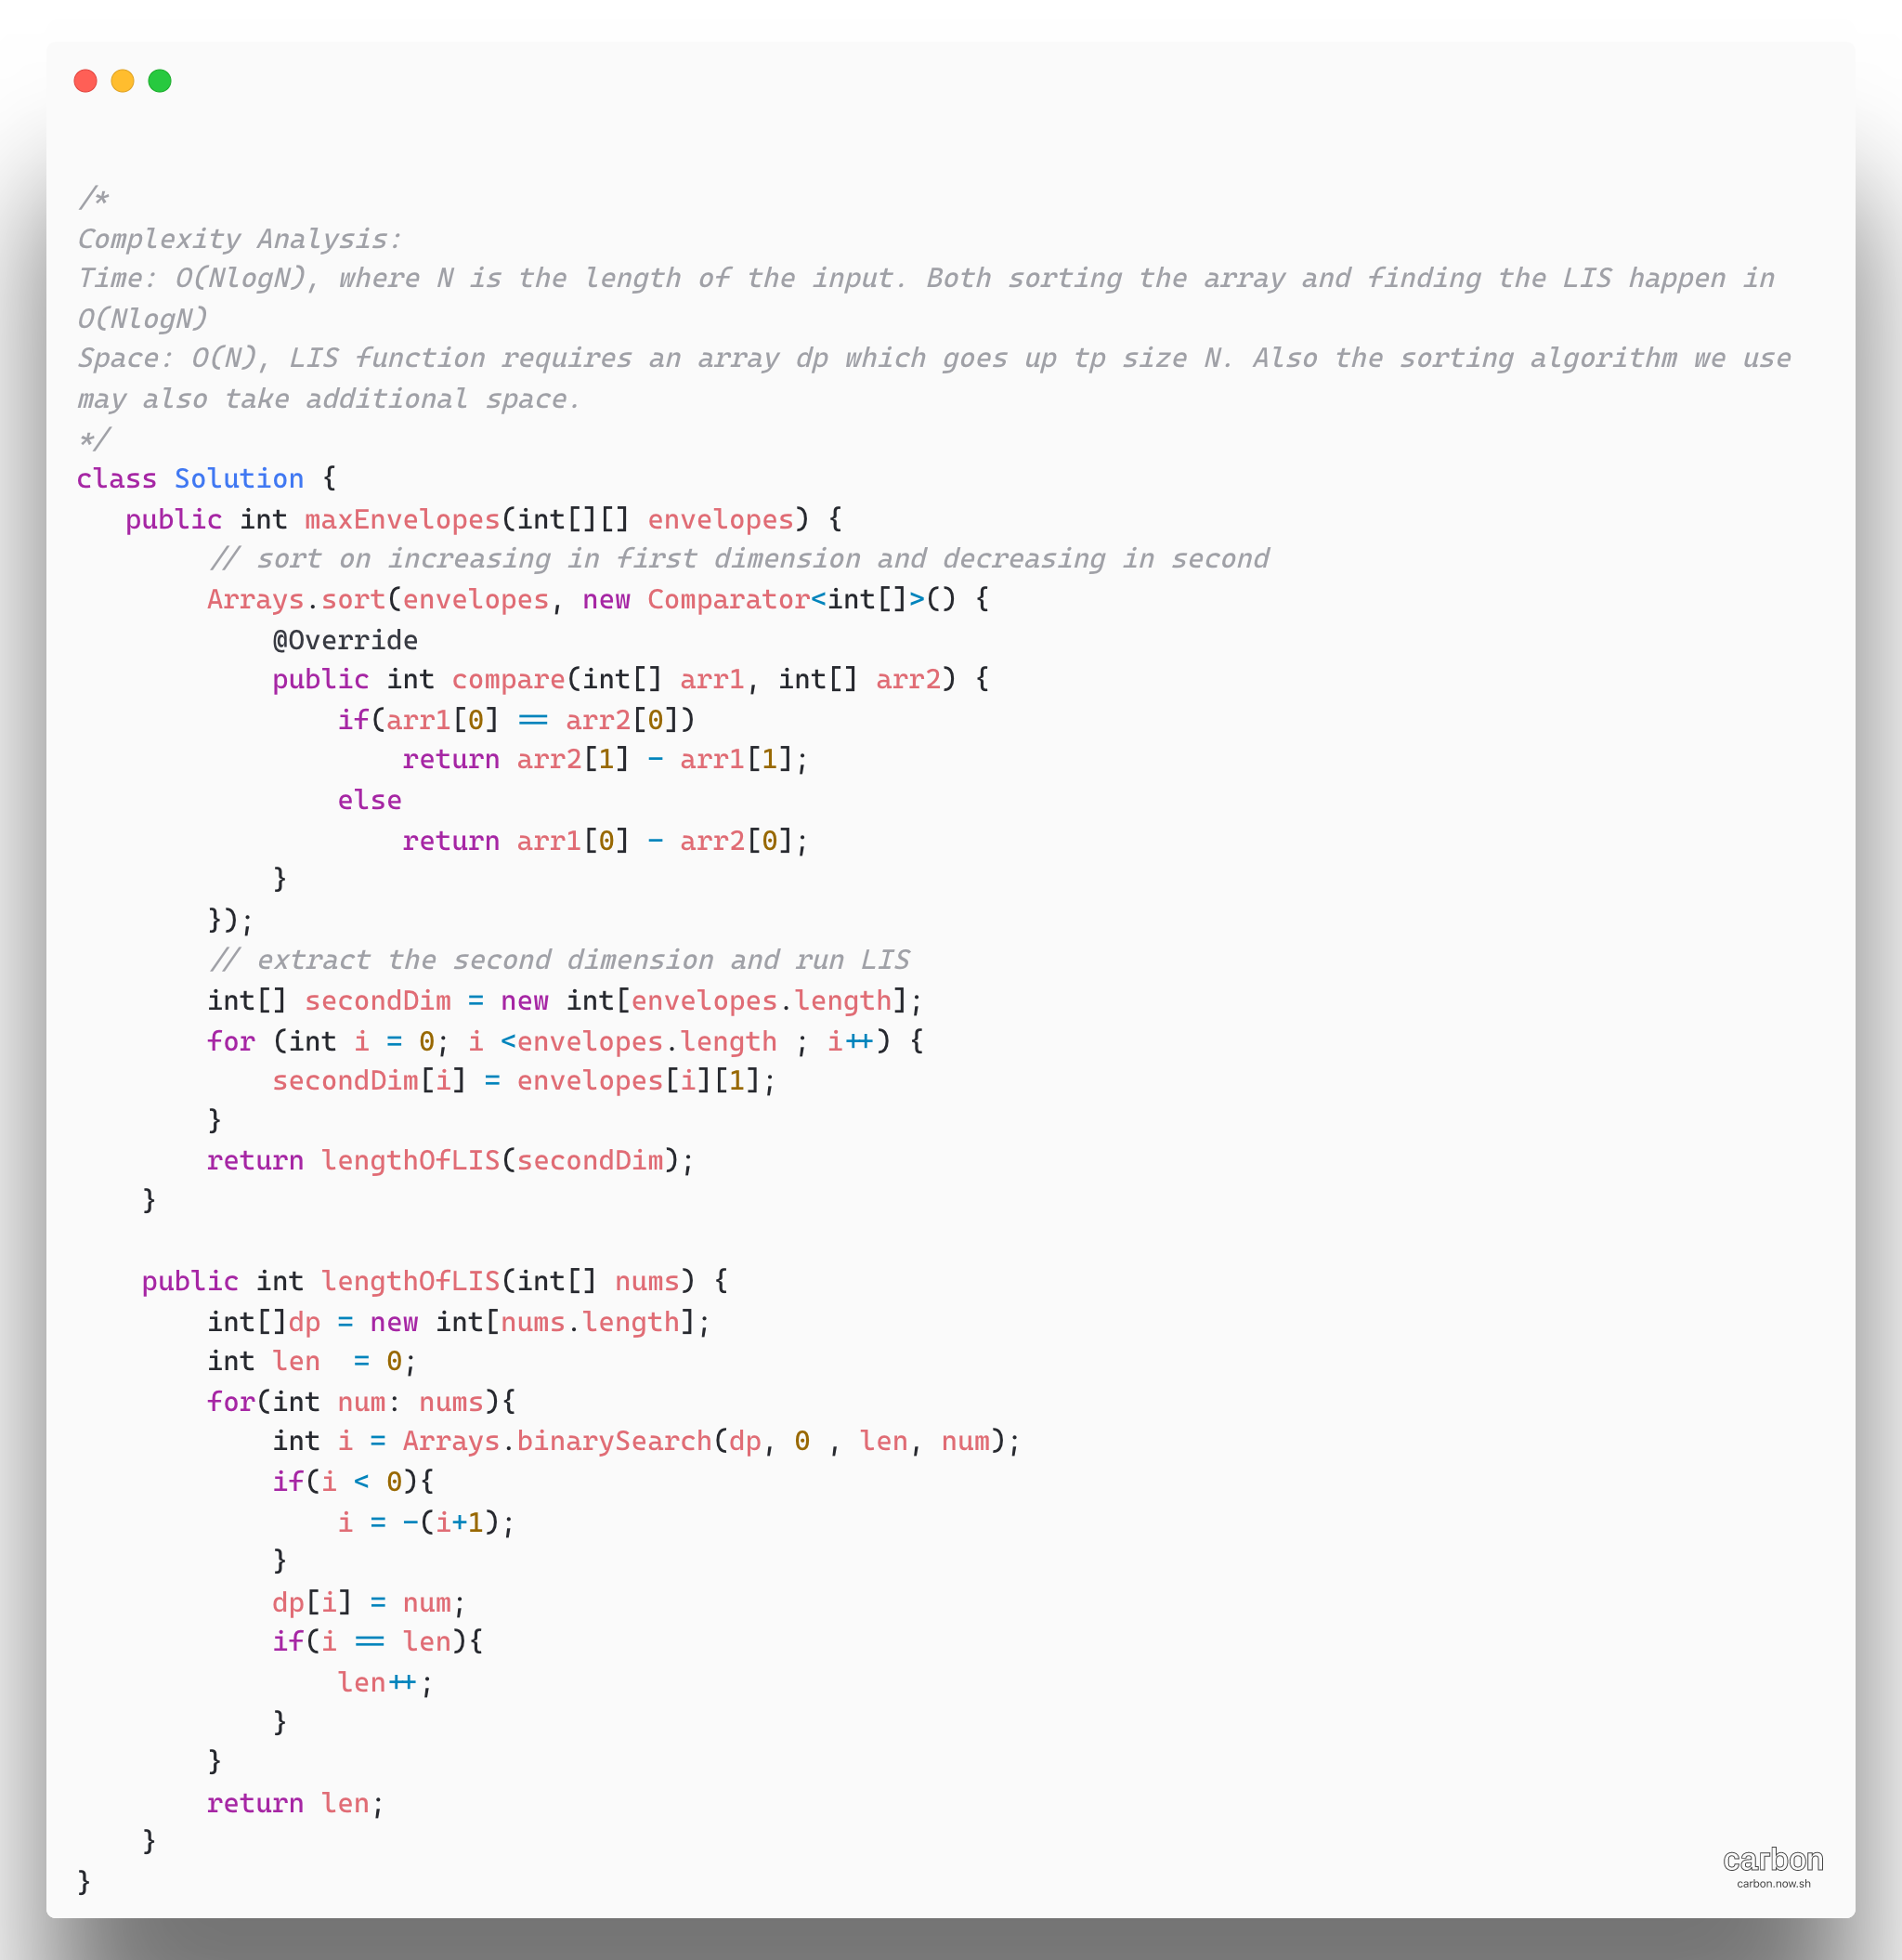 /*
Complexity Analysis:
Time: O(NlogN), where N is the length of the input. Both sorting the array and finding the LIS happen in
O(NlogN)
Space: O(N), LIS function requires an array dp which goes up tp size N. Also the sorting algorithm we use
may also take additional space.
*/
class Solution {
   public int maxEnvelopes(int[][] envelopes) {
        // sort on increasing in first dimension and decreasing in second
        Arrays.sort(envelopes, new Comparator<int[]>() {
            @Override
            public int compare(int[] arr1, int[] arr2) {
                if(arr1[0] == arr2[0])
                    return arr2[1] - arr1[1];
                else
                    return arr1[0] - arr2[0];
            }
        });
        // extract the second dimension and run LIS
        int[] secondDim = new int[envelopes.length];
        for (int i = 0; i <envelopes.length ; i++) {
            secondDim[i] = envelopes[i][1];
        }
        return lengthOfLIS(secondDim);
    }

    public int lengthOfLIS(int[] nums) {
        int[]dp = new int[nums.length];
        int len  = 0;
        for(int num: nums){
            int i = Arrays.binarySearch(dp, 0 , len, num);
            if(i < 0){
                i = -(i+1);
            }
            dp[i] = num;
            if(i == len){
                len++;
            }
        }
        return len;
    }
}
carbon
carbon.now.sh